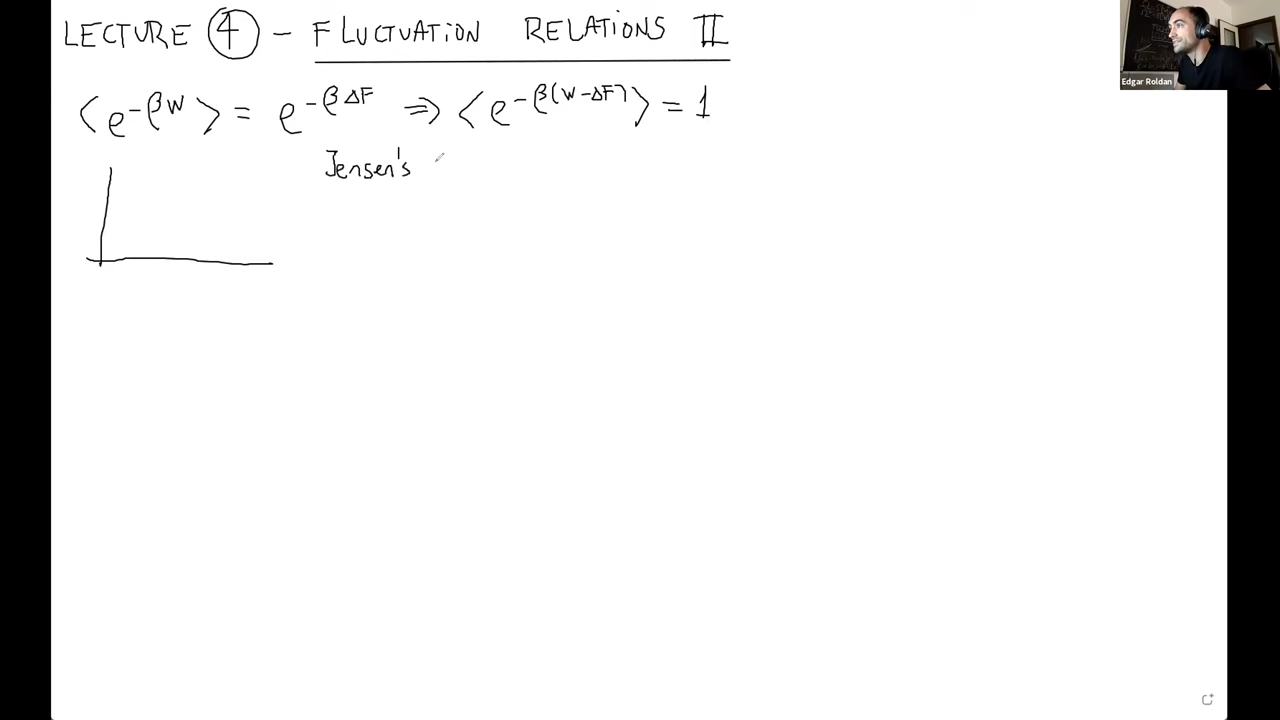 LECTURE 4 - FLUCTUATION RELATIONS II
⟨e^{-βW}⟩ = e^{-βΔF} ⇒ ⟨e^{-β(W-ΔF)}⟩ = 1
Jensen's
Edgar Roldan